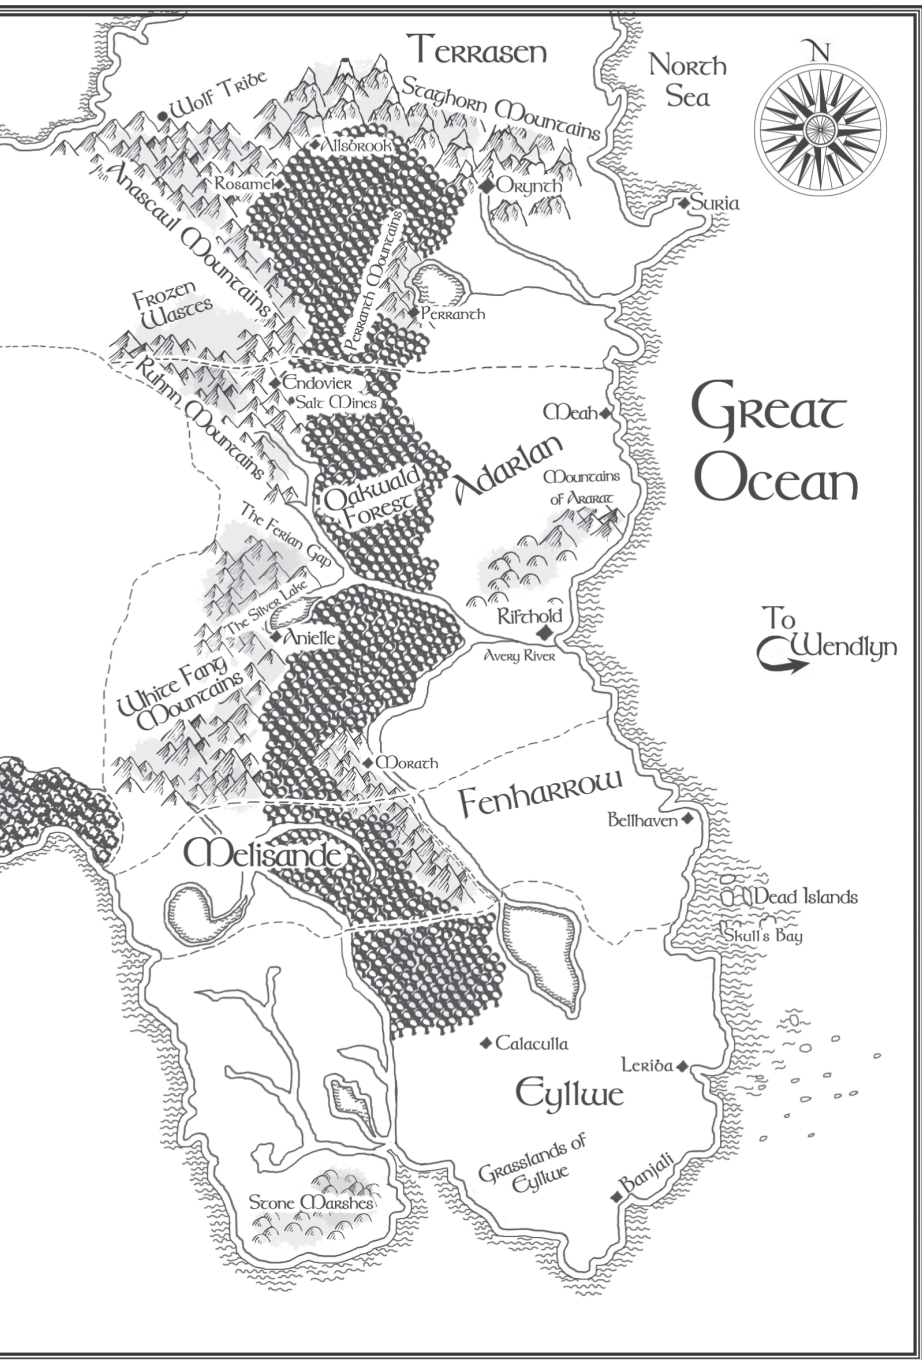 Terrasen
N
North
Sea
Staghorn Mountains
Wolf Tribe
Allsbrook
Rosamel
Orynth
Suria
Anascaul Mountains
Perranth Mountains
Frozen
Wastes
Perranth
Endovier
Salt Mines
Ruhnn Mountains
Meah
Great
Ocean
Adarlan
Oakwald
Forest
Mountains
of Ararat
The Ferian Gap
The Silver Lake
Anielle
Rifthold
Avery River
To
Wendlyn
White Fang
Mountains
Morath
Fenharrow
Bellhaven
Melisande
Dead Islands
Skull's Bay
Calaculla
Leriba
Eyllwe
Grasslands of
Eyllwe
Banjali
Stone Marshes